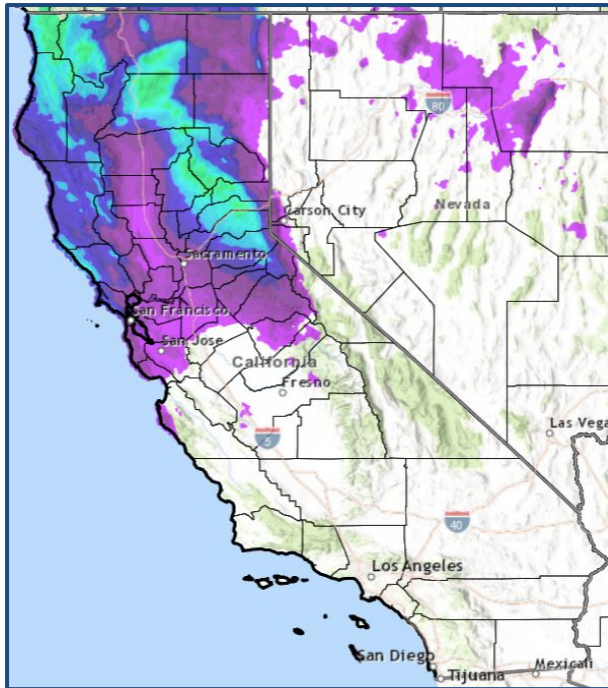 80
Nevada
Carson City
Sacramento
San Francisco
San Jose
California
Fresno
5
Las Vega
40
Los Angeles
San Diego
Tijuana
Mexicali